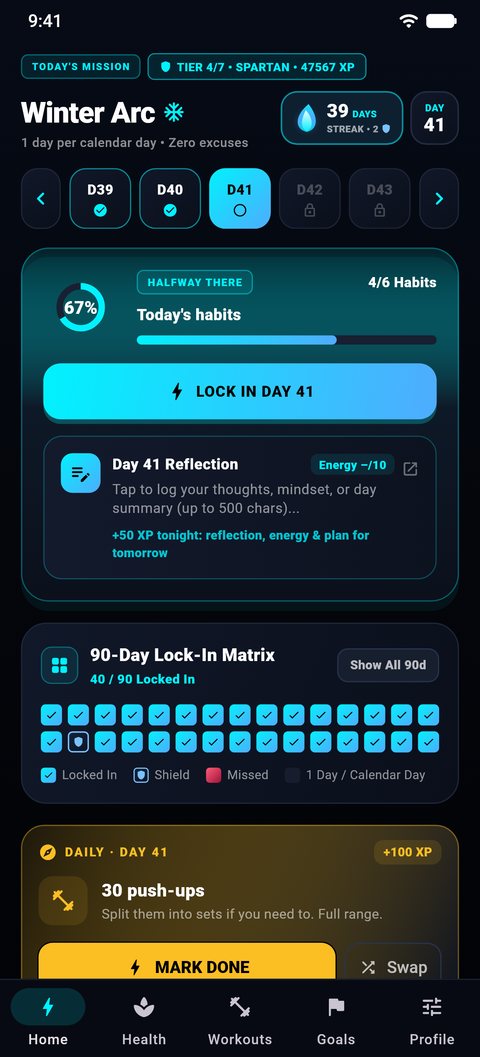 9:41
TODAY'S MISSION
TIER 4/7 • SPARTAN • 47567 XP
Winter Arc
1 day per calendar day • Zero excuses
39 DAYS
STREAK • 2
DAY
41
D39
D40
D41
D42
D43
67%
HALFWAY THERE
4/6 Habits
Today's habits
LOCK IN DAY 41
Day 41 Reflection
Energy –/10
Tap to log your thoughts, mindset, or day
summary (up to 500 chars)...
+50 XP tonight: reflection, energy & plan for
tomorrow
90-Day Lock-In Matrix
40 / 90 Locked In
Show All 90d
Locked In
Shield
Missed
1 Day / Calendar Day
DAILY · DAY 41
+100 XP
30 push-ups
Split them into sets if you need to. Full range.
MARK DONE
Swap
Home
Health
Workouts
Goals
Profile